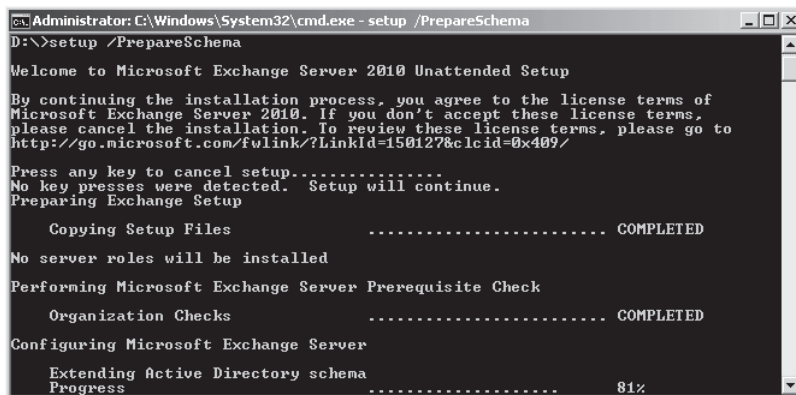 Administrator: C:\Windows\System32\cmd.exe - setup /PrepareSchema
D:\>setup /PrepareSchema
Welcome to Microsoft Exchange Server 2010 Unattended Setup
By continuing the installation process, you agree to the license terms of
Microsoft Exchange Server 2010. If you don't accept these license terms,
please cancel the installation. To review these license terms, please go to
http://go.microsoft.com/fwlink/?LinkId=150127&clcid=0x409/
Press any key to cancel setup................
No key presses were detected.  Setup will continue.
Preparing Exchange Setup
Copying Setup Files ......................... COMPLETED
No server roles will be installed
Performing Microsoft Exchange Server Prerequisite Check
Organization Checks ......................... COMPLETED
Configuring Microsoft Exchange Server
Extending Active Directory schema
Progress .................... 81%